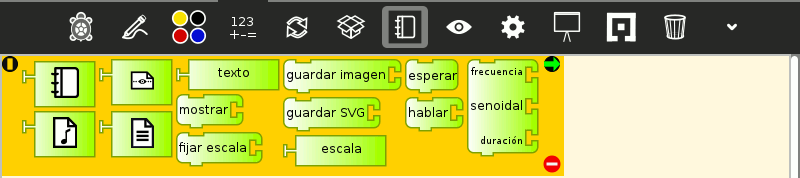 123
+-=
texto
mostrar
fijar escala
guardar imagen
guardar SVG
escala
esperar
hablar
frecuencia
senoidal
duración